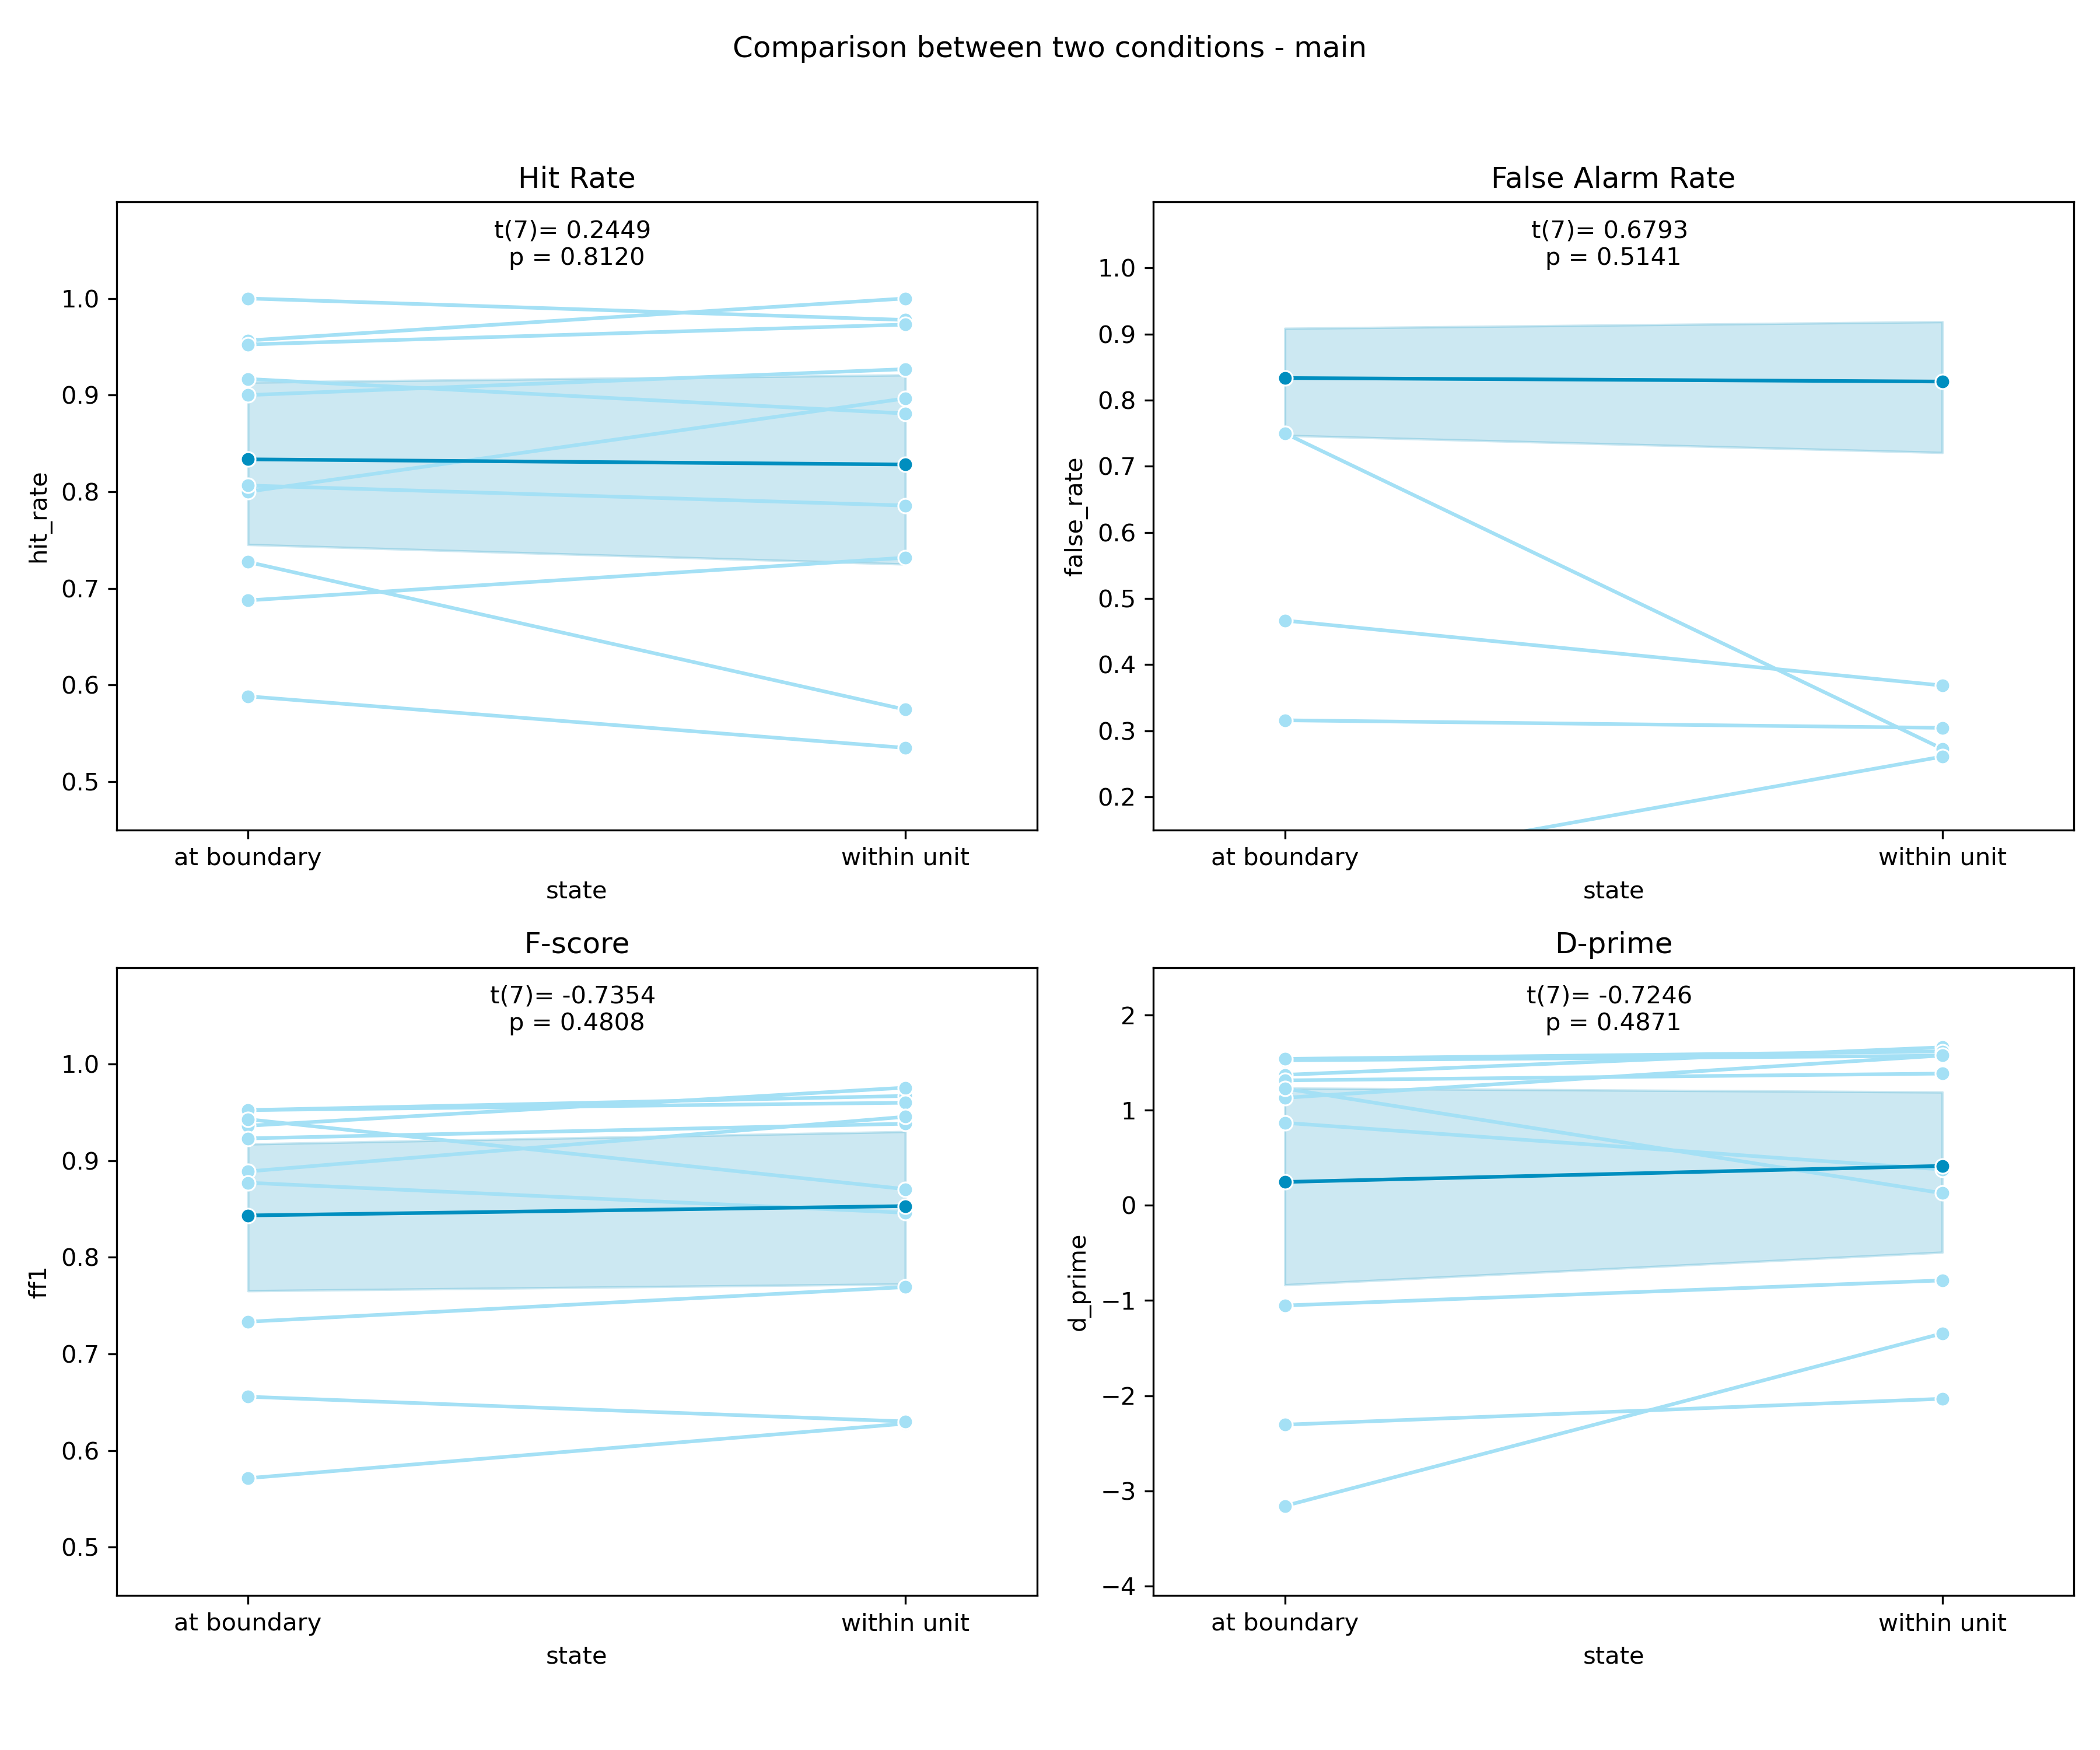 Comparison between two conditions - main
Hit Rate
t(7)= 0.2449
p = 0.8120
1.0
0.9
0.8
0.7
0.6
0.5
hit_rate
at boundary
within unit
state
False Alarm Rate
t(7)= 0.6793
p = 0.5141
1.0
0.9
0.8
0.7
0.6
0.5
0.4
0.3
0.2
false_rate
at boundary
within unit
state
F-score
t(7)= -0.7354
p = 0.4808
1.0
0.9
0.8
0.7
0.6
0.5
ff1
at boundary
within unit
state
D-prime
t(7)= -0.7246
p = 0.4871
2
1
0
−1
−2
−3
−4
d_prime
at boundary
within unit
state